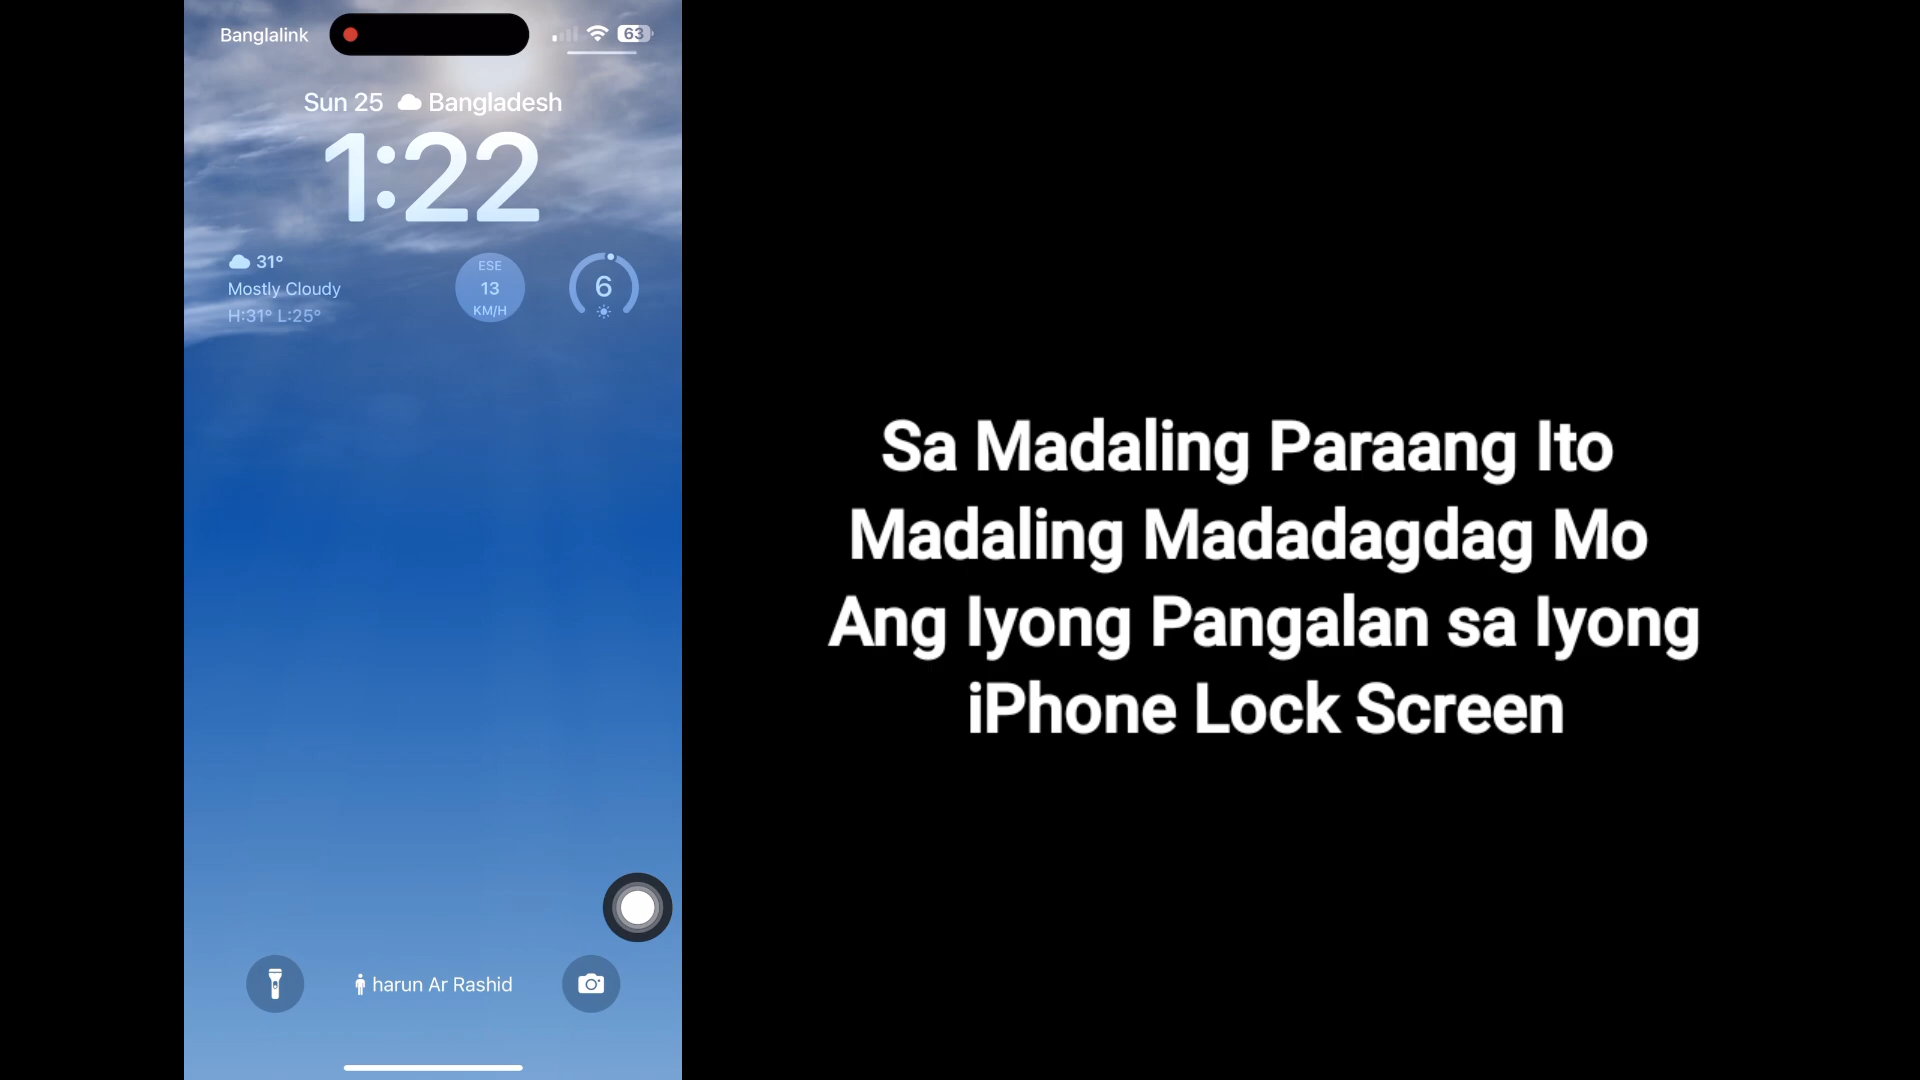 Banglalink
63
Sun 25 Bangladesh
1:22
31°
Mostly Cloudy
H:31° L:25°
ESE
13
KM/H
6
harun Ar Rashid
Sa Madaling Paraang Ito
Madaling Madadagdag Mo
Ang Iyong Pangalan sa Iyong
iPhone Lock Screen